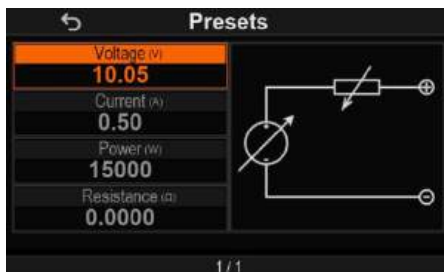 Presets
Voltage (V)
10.05
Current (A)
0.50
Power (W)
15000
Resistance (Ω)
0.0000
1/1